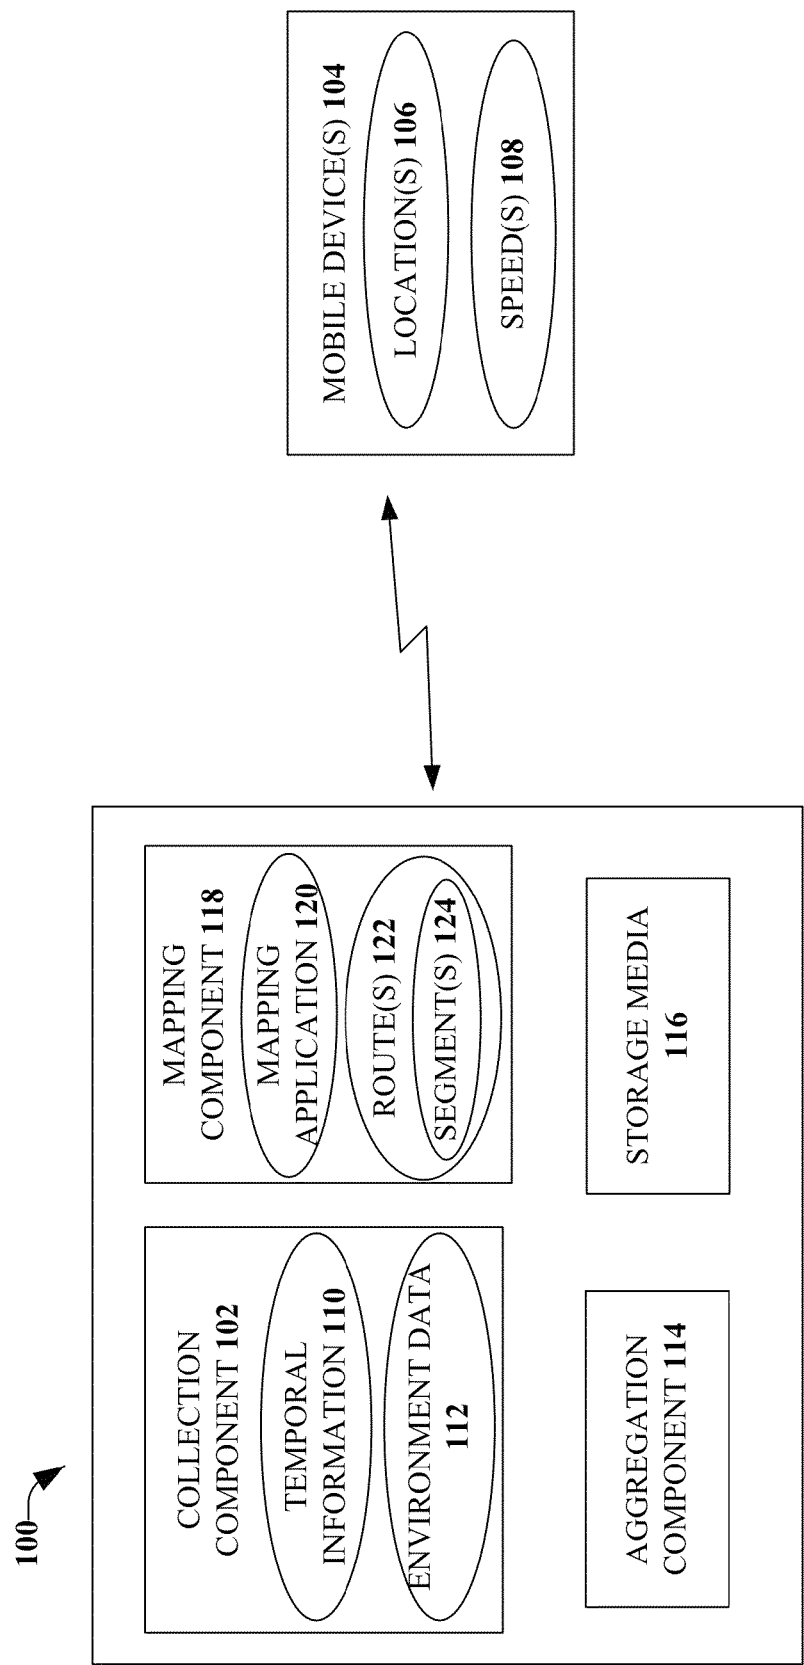 100
COLLECTION
COMPONENT 102
TEMPORAL
INFORMATION 110
ENVIRONMENT DATA
112
MAPPING
COMPONENT 118
MAPPING
APPLICATION 120
ROUTE(S) 122
SEGMENT(S) 124
AGGREGATION
COMPONENT 114
STORAGE MEDIA
116
MOBILE DEVICE(S) 104
LOCATION(S) 106
SPEED(S) 108